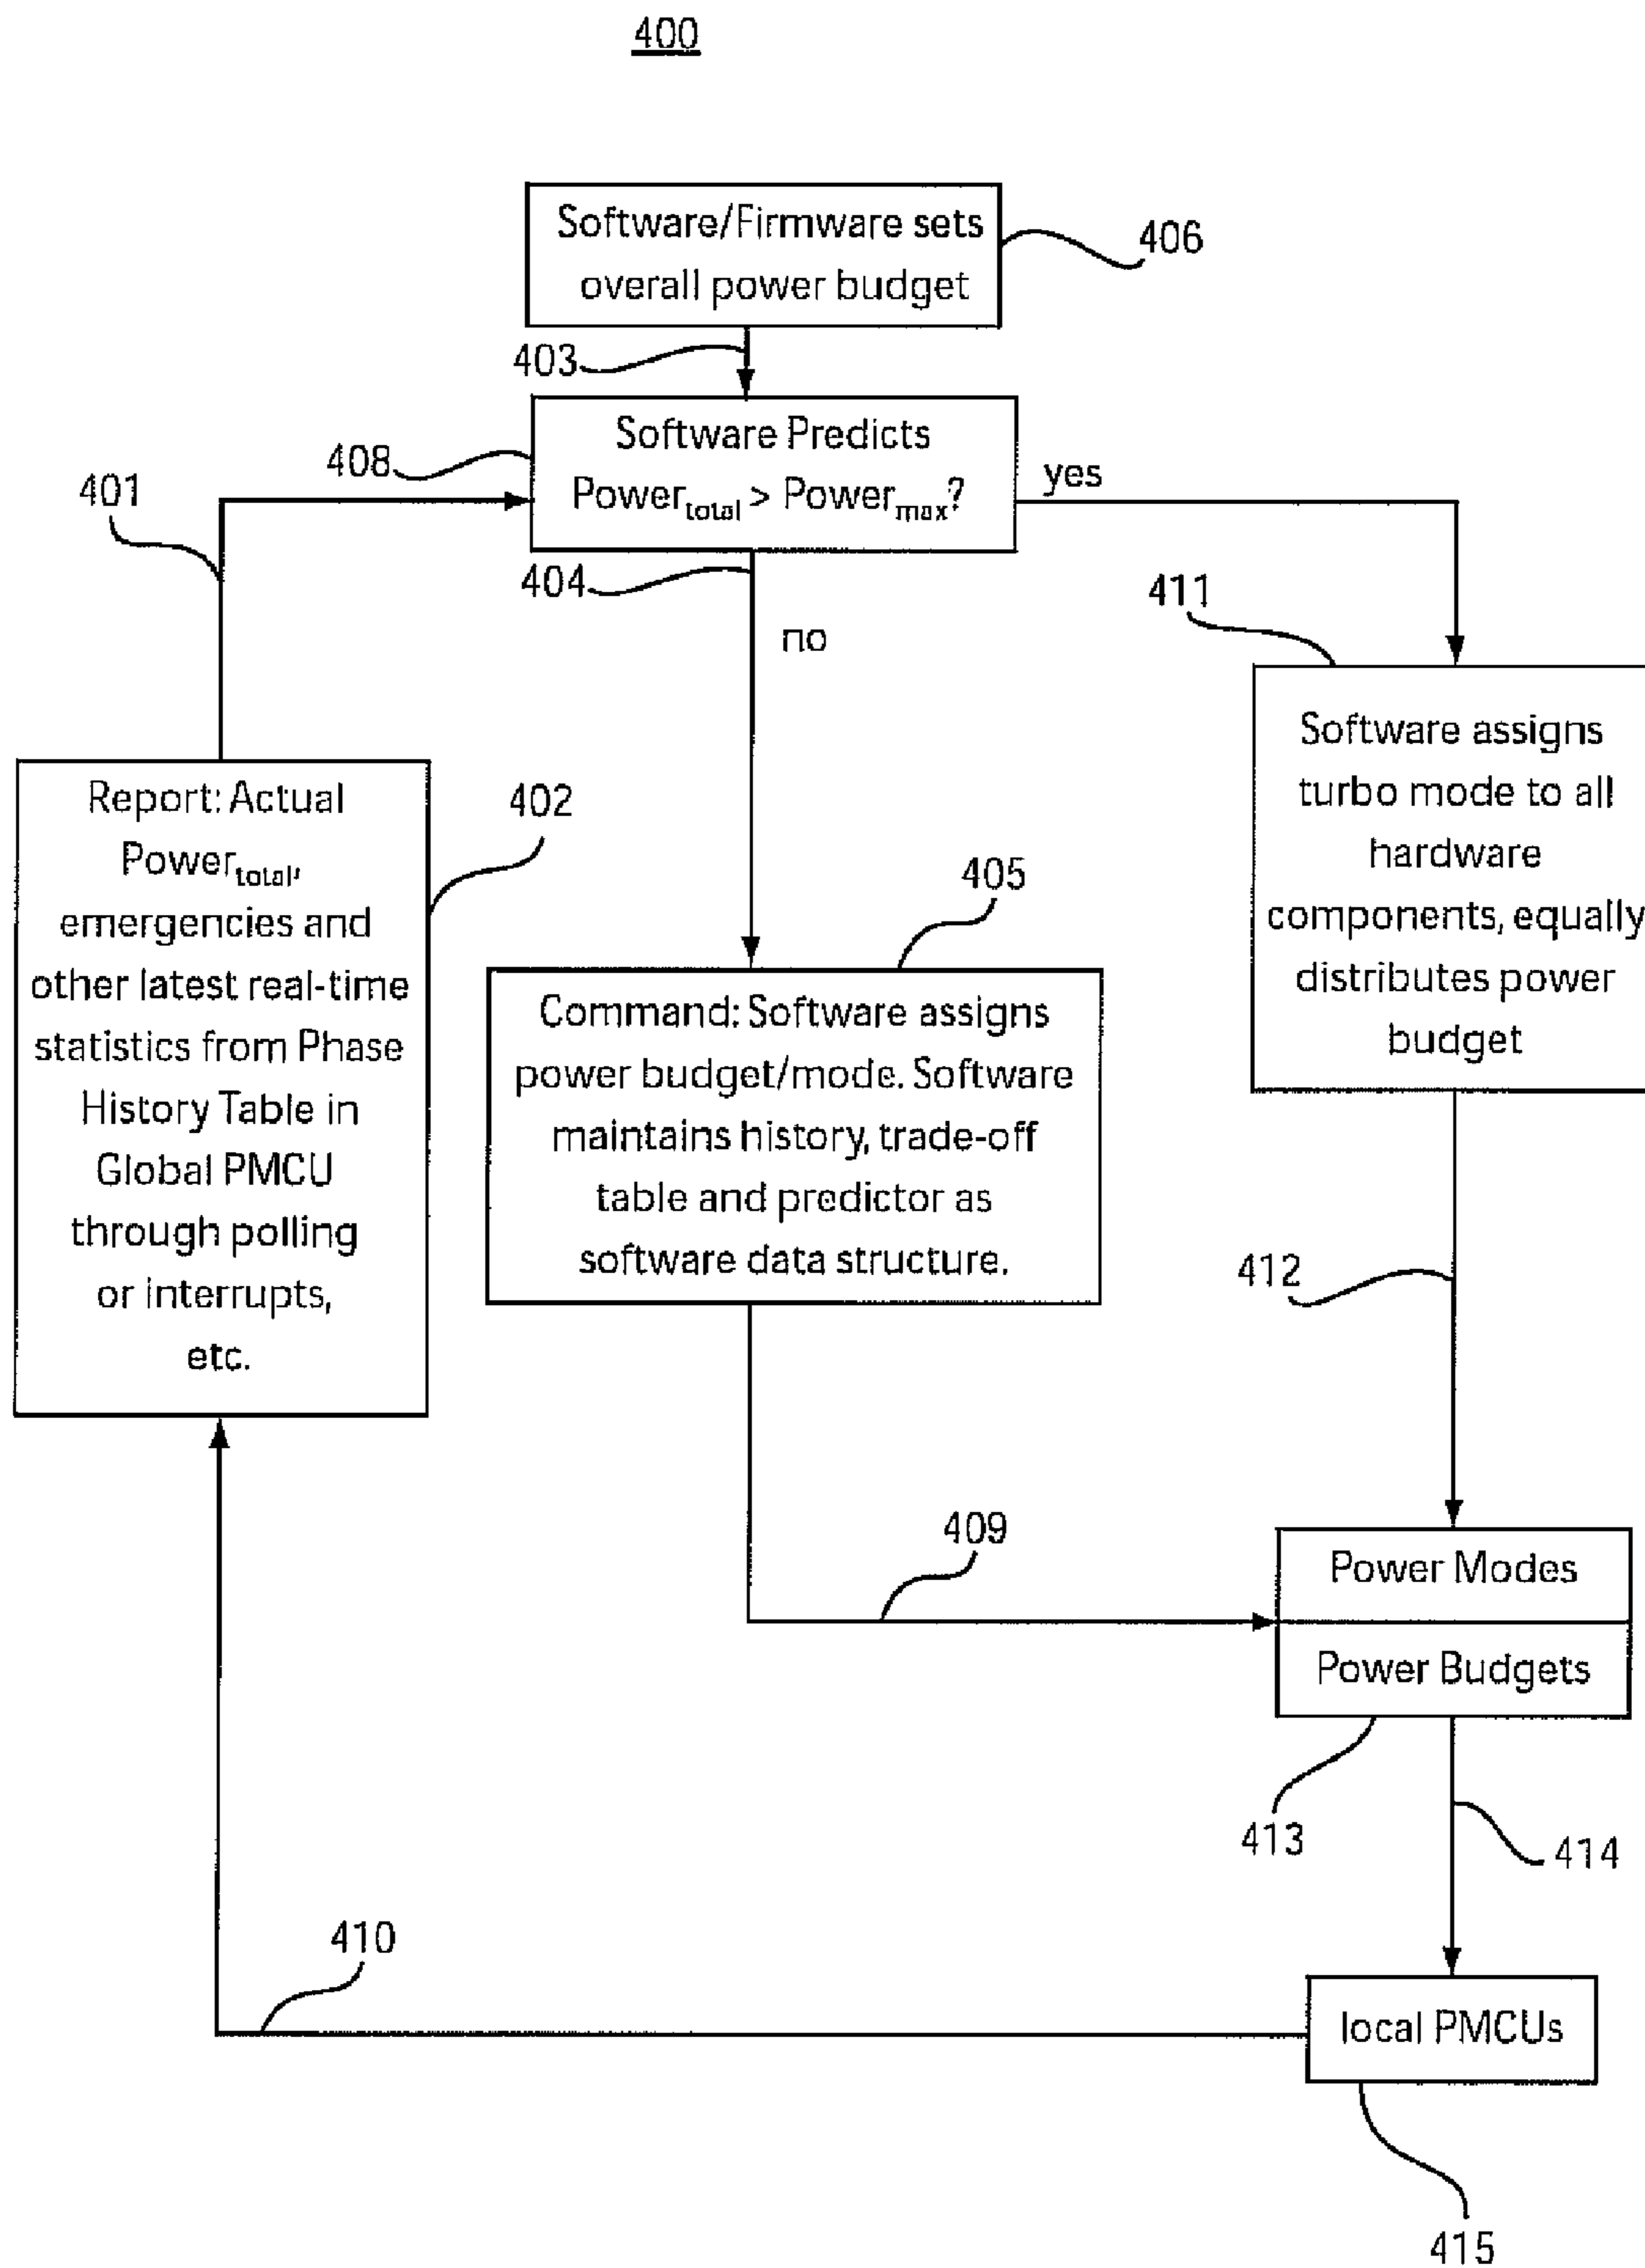 400
Software/Firmware sets
overall power budget
406
403
Software Predicts
Power_total > Power_max?
408
yes
401
404
no
411
Software assigns
turbo mode to all
hardware
components, equally
distributes power
budget
Report: Actual
Power_total,
emergencies and
other latest real-time
statistics from Phase
History Table in
Global PMCU
through polling
or interrupts,
etc.
402
405
Command: Software assigns
power budget/mode. Software
maintains history, trade-off
table and predictor as
software data structure.
412
409
Power Modes
Power Budgets
413
414
410
local PMCUs
415